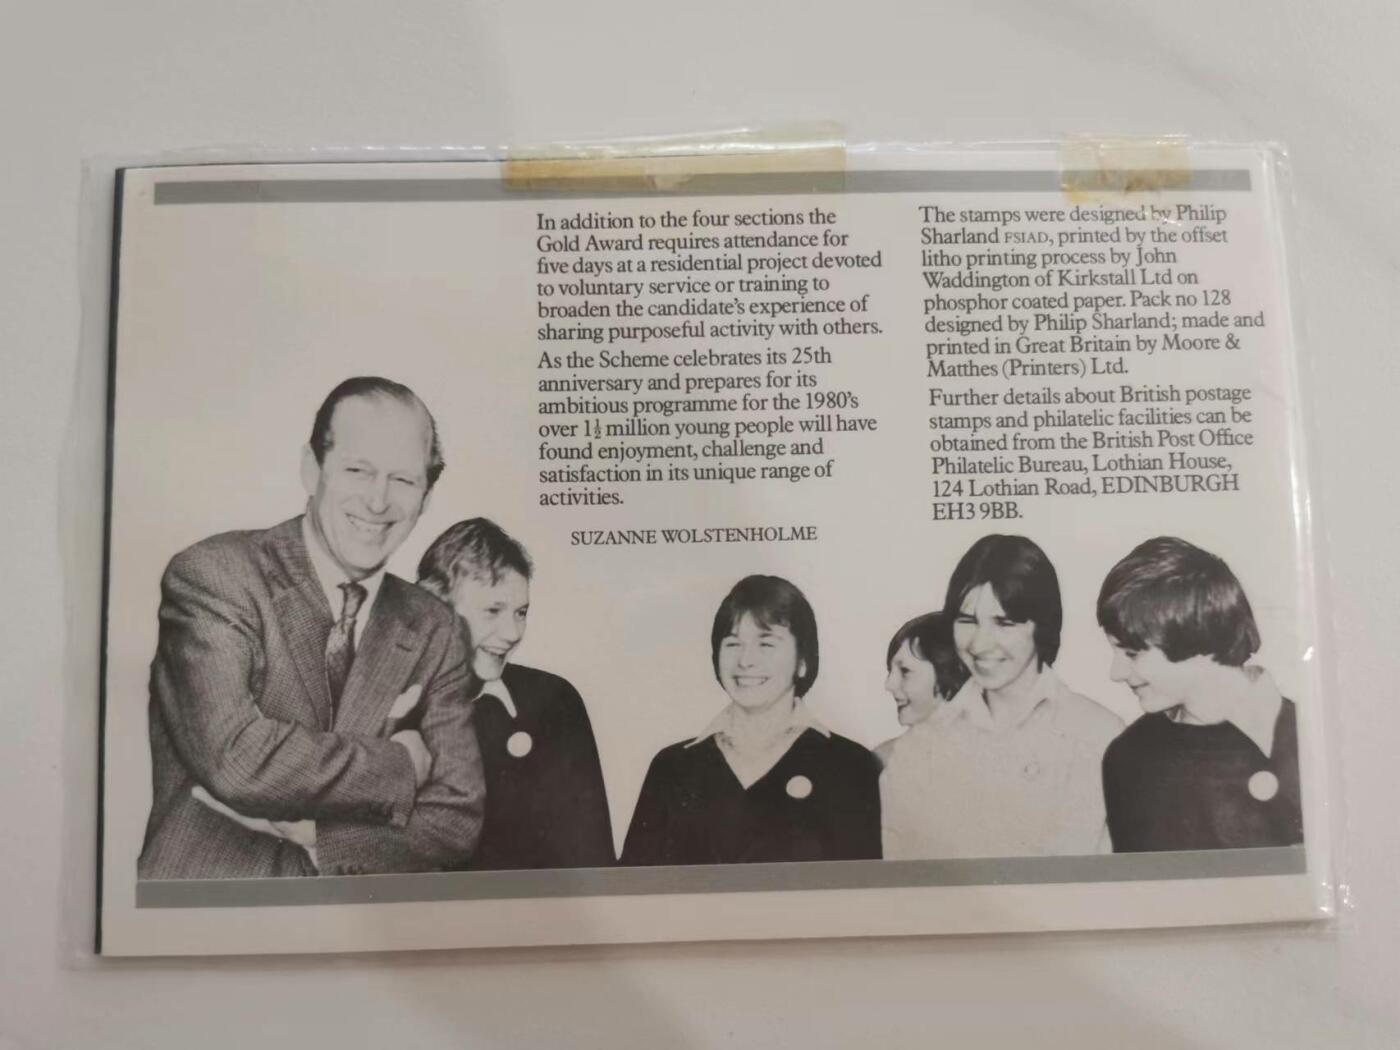 In addition to the four sections the
Gold Award requires attendance for
five days at a residential project devoted
to voluntary service or training to
broaden the candidate's experience of
sharing purposeful activity with others.
As the Scheme celebrates its 25th
anniversary and prepares for its
ambitious programme for the 1980's
over 1½ million young people will have
found enjoyment, challenge and
satisfaction in its unique range of
activities.
SUZANNE WOLSTENHOLME
The stamps were designed by Philip
Sharland FSIAD, printed by the offset
litho printing process by John
Waddington of Kirkstall Ltd on
phosphor coated paper. Pack no 128
designed by Philip Sharland; made and
printed in Great Britain by Moore &
Matthes (Printers) Ltd.
Further details about British postage
stamps and philatelic facilities can be
obtained from the British Post Office
Philatelic Bureau, Lothian House,
124 Lothian Road, EDINBURGH
EH3 9BB.